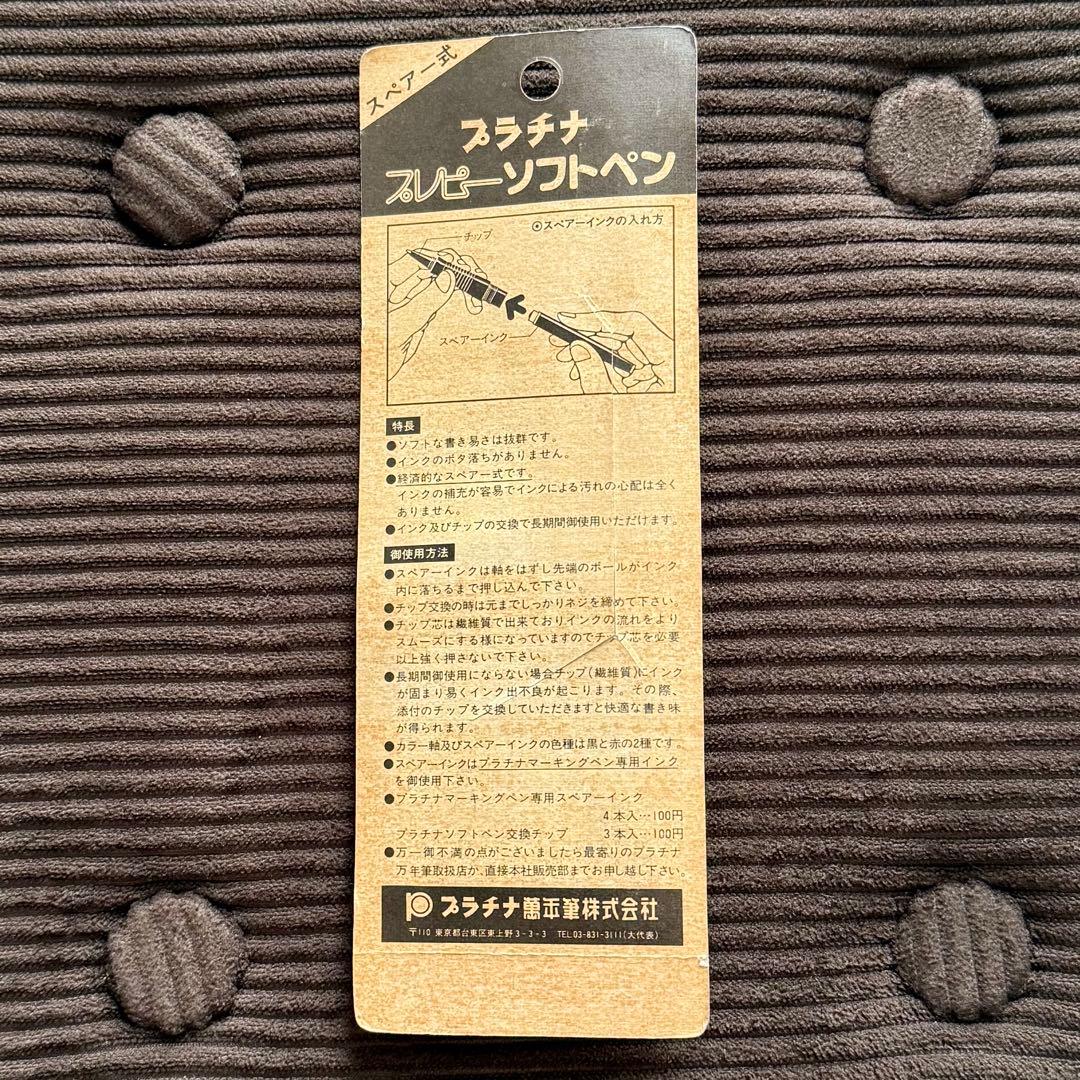 スペアー式
プラチナ
プレピーソフトペン
⊙スペアーインクの入れ方
チップ
スペアーインク
特長
●ソフトな書き易さは抜群です。
●インクのボタ落ちがありません。
●経済的なスペアー式です。
インクの補充が容易でインクによる汚れの心配は全く
ありません。
●インク及びチップの交換で長期間御使用いただけます。
御使用方法
●スペアーインクは軸をはずし先端のボールがインク
内に落ちるまで押し込んで下さい。
●チップ交換の時は元までしっかりネジを締めて下さい。
●チップ芯は繊維質で出来ておりインクの流れをより
スムーズにする様になっていますのでチップ芯を必要
以上強く押さないで下さい。
●長期間御使用にならない場合チップ(繊維質)にインク
が固まり易くインク出不良が起こります。その際、
添付のチップを交換していただきますと快適な書き味
が得られます。
●カラー軸及びスペアーインクの色種は黒と赤の2種です。
●スペアーインクはプラチナマーキングペン専用インク
を御使用下さい。
●プラチナマーキングペン専用スペアーインク
4本入…100円
プラチナソフトペン交換チップ 3本入…100円
●万一御不満の点がございましたら最寄りのプラチナ
万年筆取扱店か、直接本社販売部までお申し越し下さい。
プラチナ萬年筆株式会社
〒110 東京都台東区東上野3-3-3 TEL.03-831-3111(大代表)